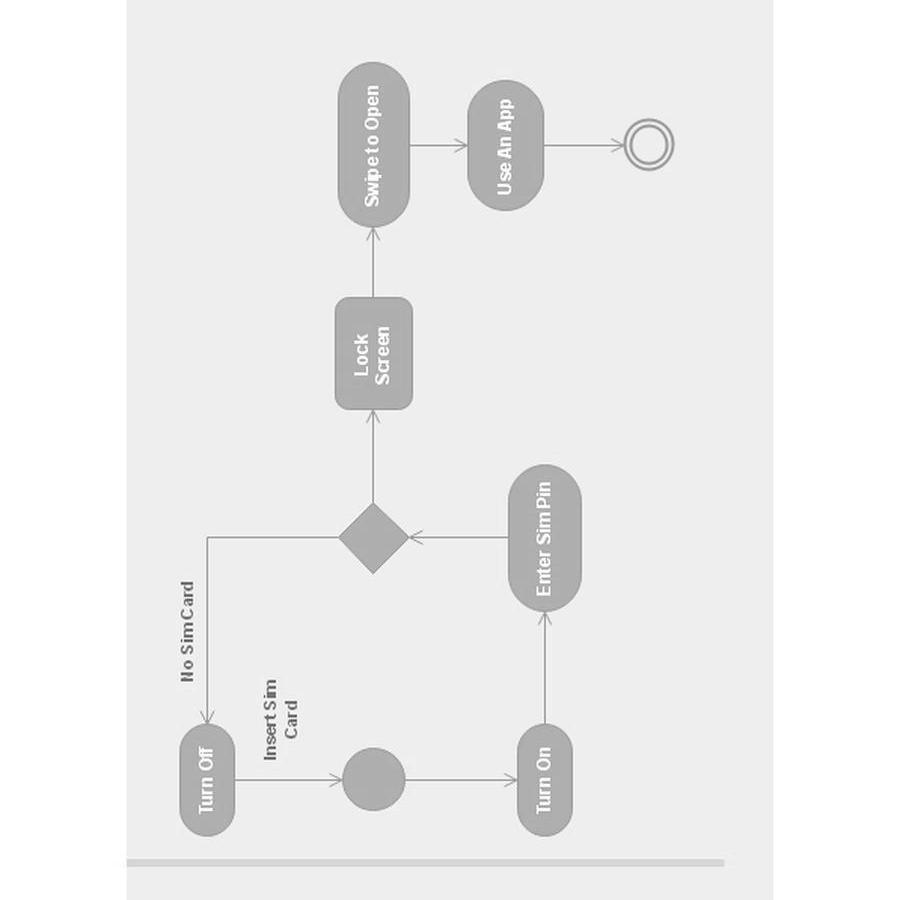 Turn Off
Insert Sim
Card
Turn On
No Sim Card
Enter Sim Pin
Lock
Screen
Swipe to Open
Use An App